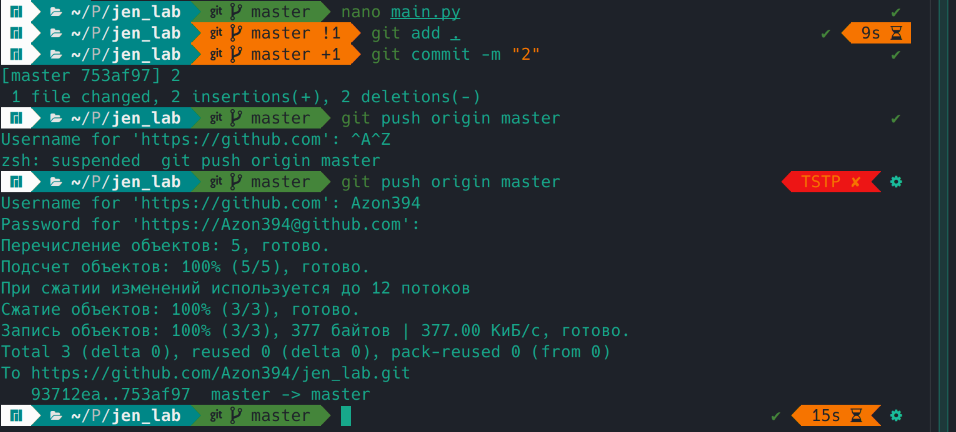 ~/P/jen_lab git master nano main.py ✔
~/P/jen_lab git master !1 git add . ✔ 9s
~/P/jen_lab git master +1 git commit -m "2" ✔
[master 753af97] 2
1 file changed, 2 insertions(+), 2 deletions(-)
~/P/jen_lab git master git push origin master ✔
Username for 'https://github.com': ^A^Z
zsh: suspended  git push origin master
~/P/jen_lab git master git push origin master TSTP ✘
Username for 'https://github.com': Azon394
Password for 'https://Azon394@github.com':
Перечисление объектов: 5, готово.
Подсчет объектов: 100% (5/5), готово.
При сжатии изменений используется до 12 потоков
Сжатие объектов: 100% (3/3), готово.
Запись объектов: 100% (3/3), 377 байтов | 377.00 КиБ/с, готово.
Total 3 (delta 0), reused 0 (delta 0), pack-reused 0 (from 0)
To https://github.com/Azon394/jen_lab.git
93712ea..753af97  master -> master
~/P/jen_lab git master ✔ 15s